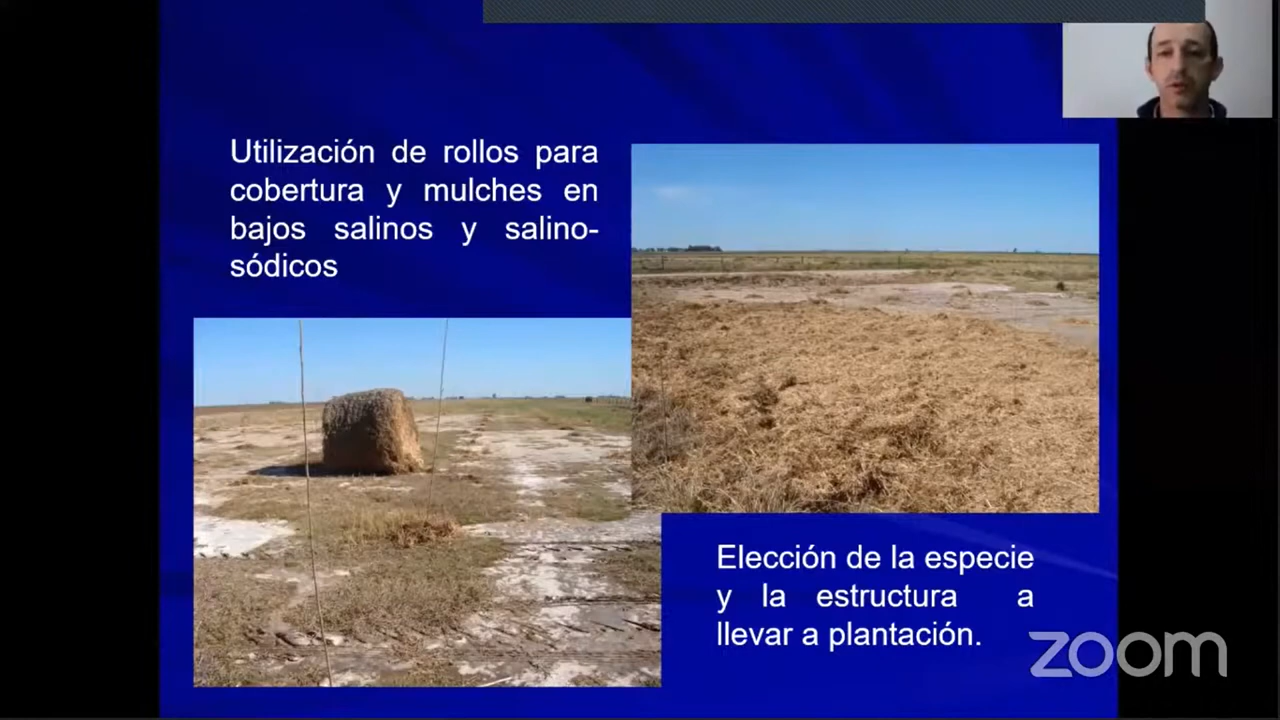 Utilización de rollos para
cobertura y mulches en
bajos salinos y salino-
sódicos
Elección de la especie
y la estructura a
llevar a plantación.
zoom